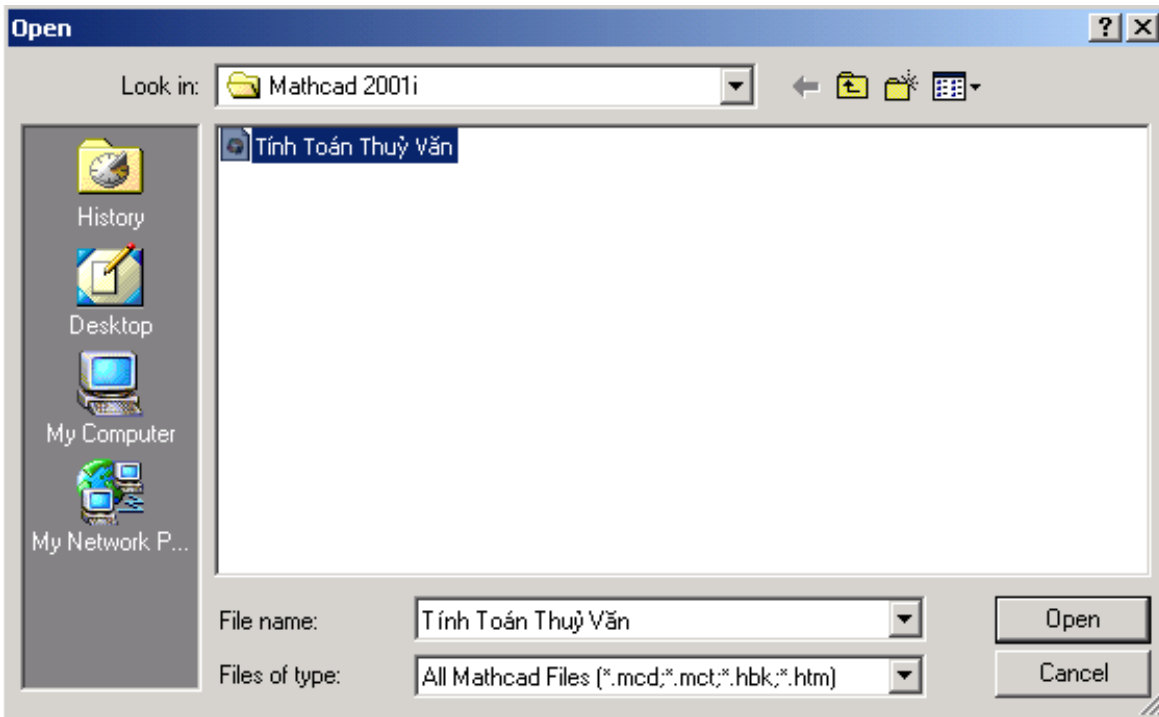 Open
Look in: Mathcad 2001i
Tính Toán Thuỷ Văn
History
Desktop
My Computer
My Network P...
File name: Tính Toán Thuỷ Văn
Open
Files of type: All Mathcad Files (*.mcd;*.mct;*.hbk;*.htm)
Cancel